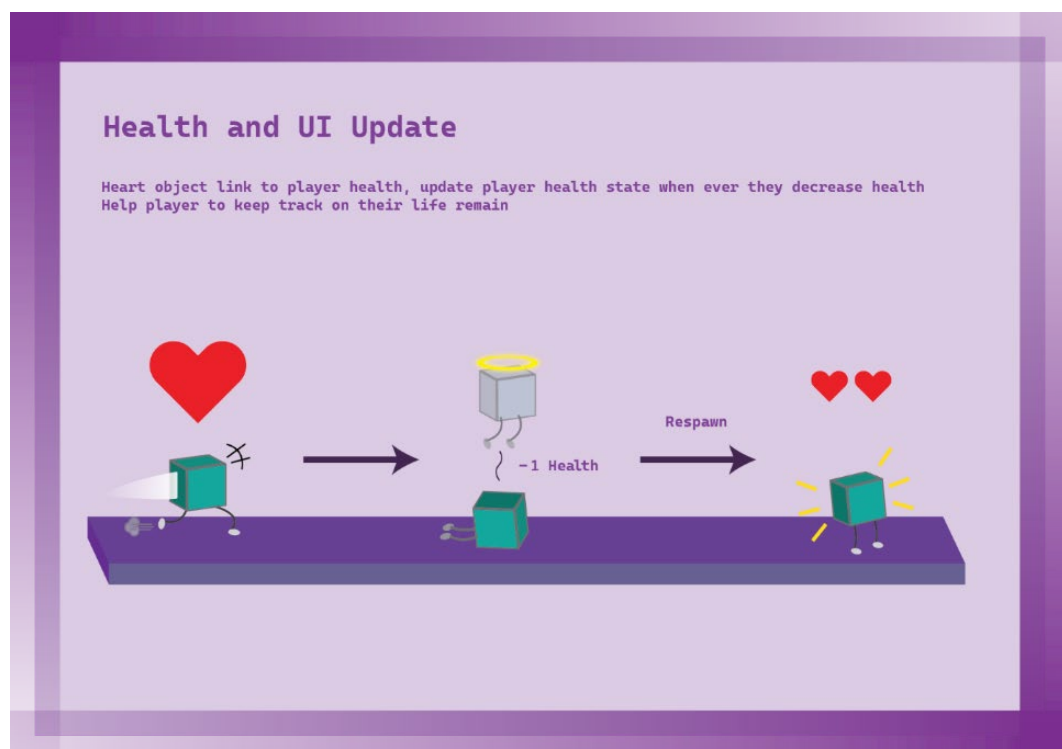 Health and UI Update
Heart object link to player health, update player health state when ever they decrease health
Help player to keep track on their life remain
Respawn
-1 Health